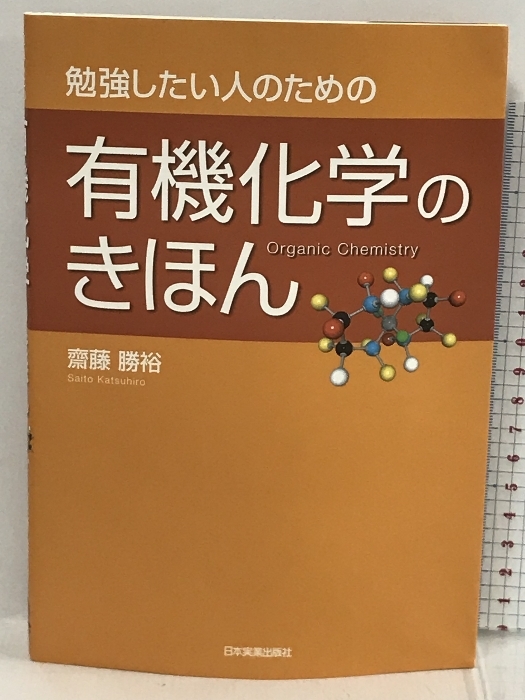 勉強したい人のための
有機化学の
きほん
Organic Chemistry
齋藤 勝裕
Saito Katsuhiro
日本実業出版社